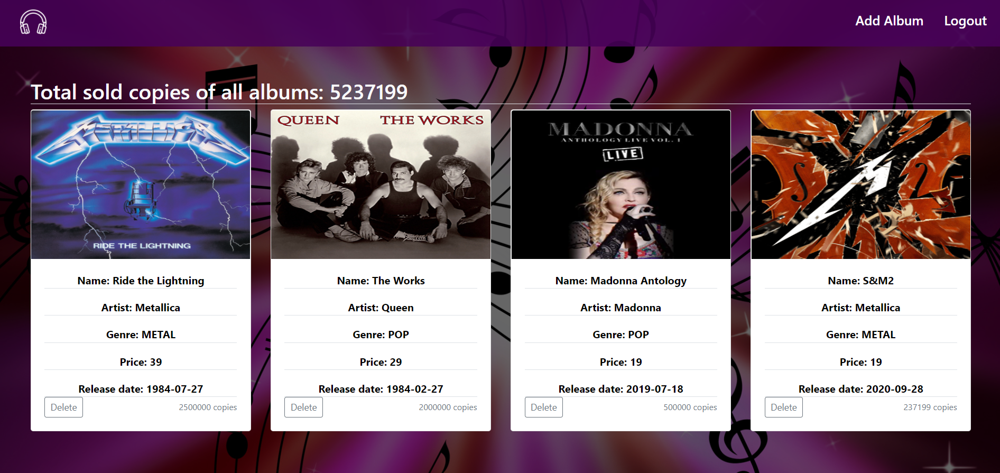 Add Album Logout
Total sold copies of all albums: 5237199
METALLICA
RIDE THE LIGHTNING
Name: Ride the Lightning
Artist: Metallica
Genre: METAL
Price: 39
Release date: 1984-07-27
Delete 2500000 copies
QUEEN THE WORKS
Name: The Works
Artist: Queen
Genre: POP
Price: 29
Release date: 1984-02-27
Delete 2000000 copies
MADONNA
ANTHOLOGY LIVE VOL. 1
LIVE
Name: Madonna Antology
Artist: Madonna
Genre: POP
Price: 19
Release date: 2019-07-18
Delete 500000 copies
M
Name: S&M2
Artist: Metallica
Genre: METAL
Price: 19
Release date: 2020-09-28
Delete 237199 copies